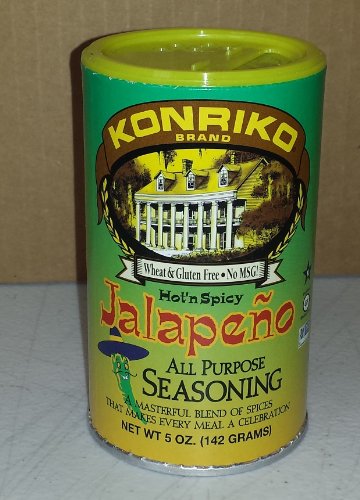 KONRIKO
BRAND
Wheat & Gluten Free • No MSG!
Hot'n Spicy
Jalapeño
ALL PURPOSE
SEASONING
A MASTERFUL BLEND OF SPICES
THAT MAKES EVERY MEAL A CELEBRATION
NET WT 5 OZ. (142 GRAMS)